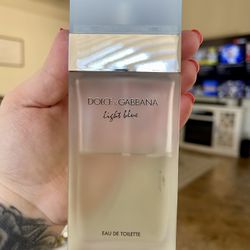 DOLCE & GABBANA
light blue
EAU DE TOILETTE